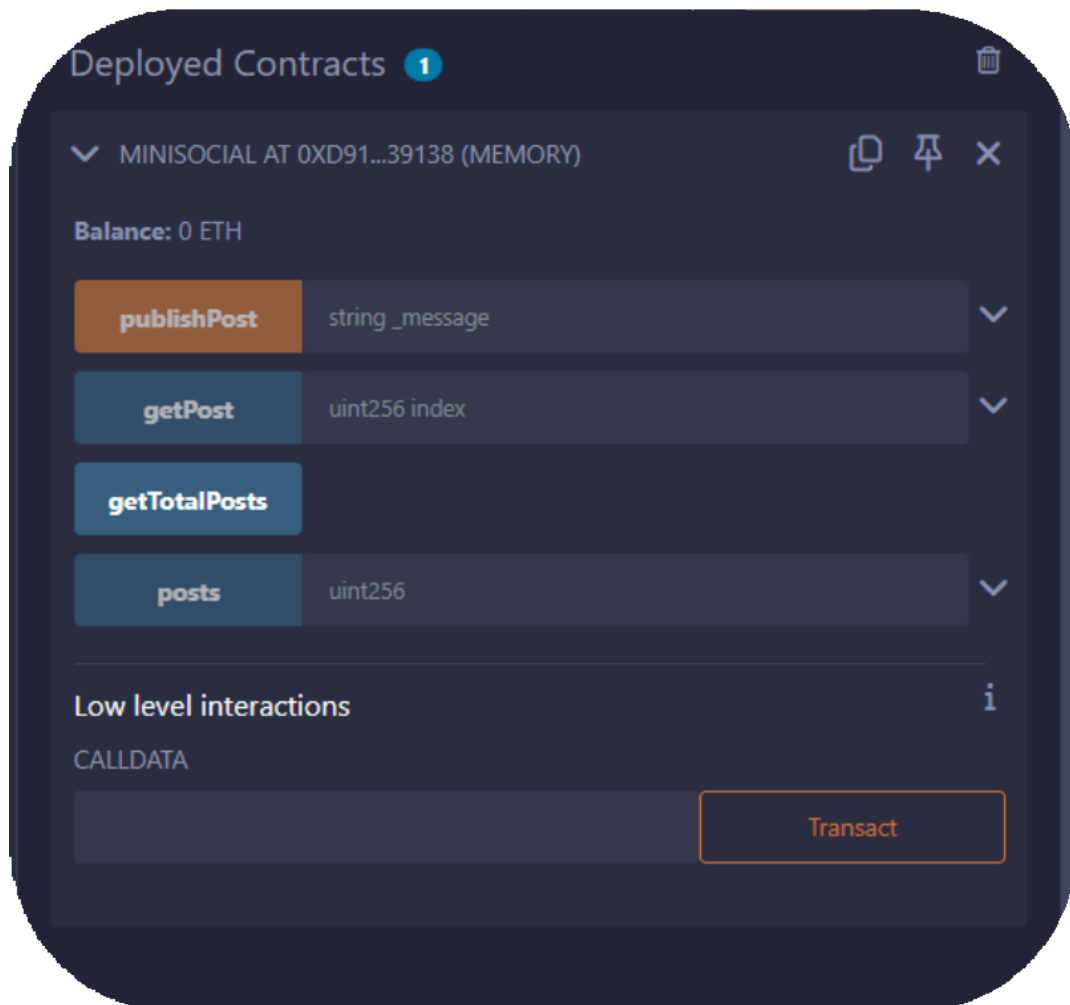 Deployed Contracts 1
MINISOCIAL AT 0XD91...39138 (MEMORY)
Balance: 0 ETH
publishPost string _message
getPost uint256 index
getTotalPosts
posts uint256
Low level interactions i
CALLDATA
Transact